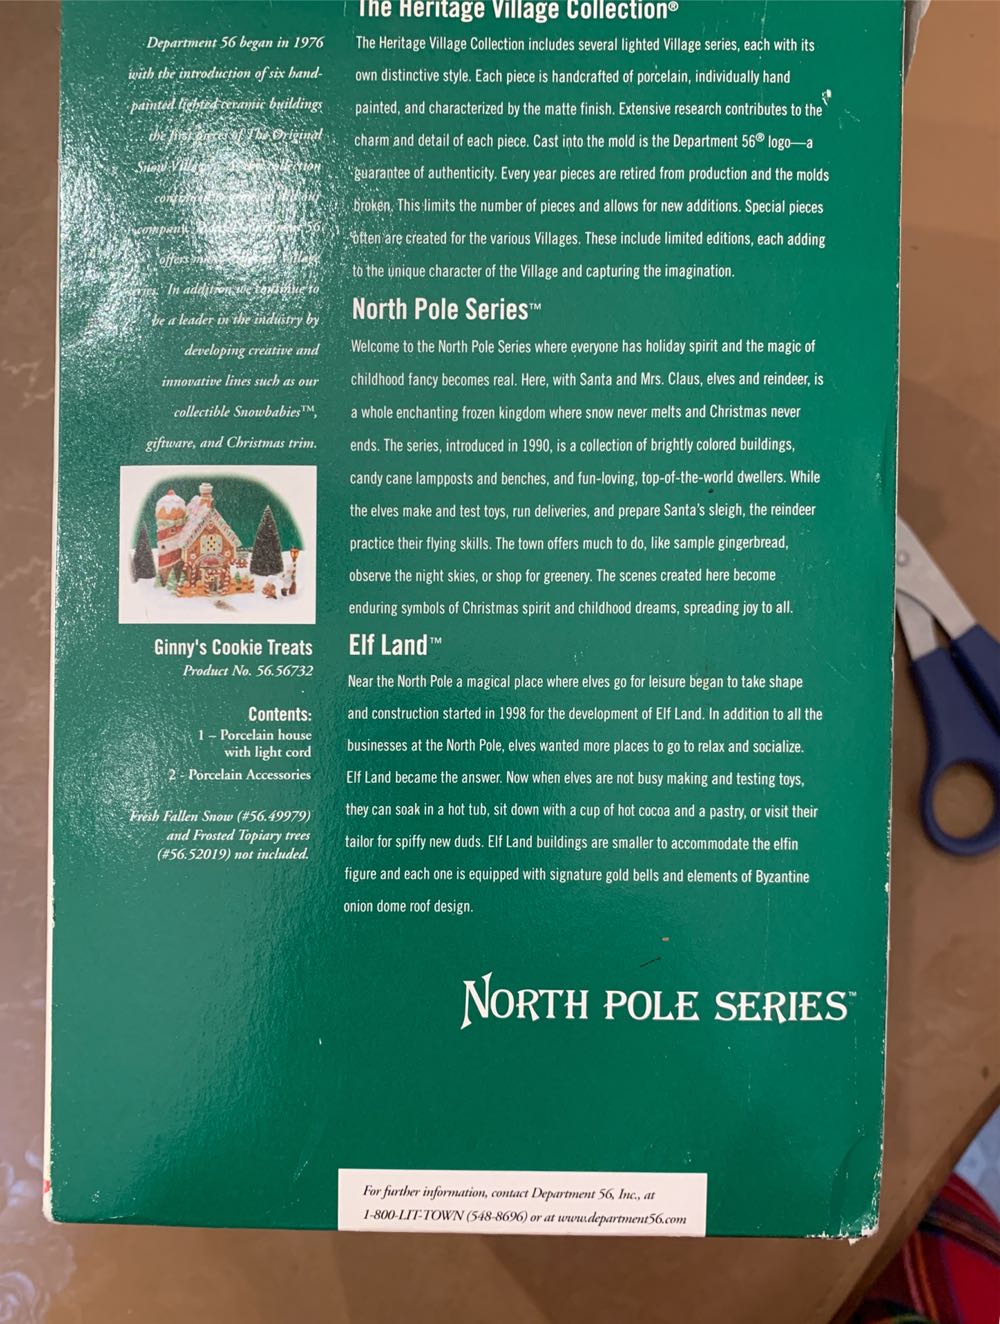 Department 56 began in 1976
with the introduction of six hand-
painted lighted ceramic buildings
the first pieces of The Original
Snow Village
company.
offers Village
series. In addition, we continue to
be a leader in the industry by
developing creative and
innovative lines such as our
collectible Snowbabies™,
giftware, and Christmas trim.
Ginny's Cookie Treats
Product No. 56.56732
Contents:
1 – Porcelain house
with light cord
2 - Porcelain Accessories
Fresh Fallen Snow (#56.49979)
and Frosted Topiary trees
(#56.52019) not included.
The Heritage Village Collection®
The Heritage Village Collection includes several lighted Village series, each with its
own distinctive style. Each piece is handcrafted of porcelain, individually hand
painted, and characterized by the matte finish. Extensive research contributes to the
charm and detail of each piece. Cast into the mold is the Department 56® logo—a
guarantee of authenticity. Every year pieces are retired from production and the molds
broken. This limits the number of pieces and allows for new additions. Special pieces
often are created for the various Villages. These include limited editions, each adding
to the unique character of the Village and capturing the imagination.
North Pole Series™
Welcome to the North Pole Series where everyone has holiday spirit and the magic of
childhood fancy becomes real. Here, with Santa and Mrs. Claus, elves and reindeer, is
a whole enchanting frozen kingdom where snow never melts and Christmas never
ends. The series, introduced in 1990, is a collection of brightly colored buildings,
candy cane lampposts and benches, and fun-loving, top-of-the-world dwellers. While
the elves make and test toys, run deliveries, and prepare Santa's sleigh, the reindeer
practice their flying skills. The town offers much to do, like sample gingerbread,
observe the night skies, or shop for greenery. The scenes created here become
enduring symbols of Christmas spirit and childhood dreams, spreading joy to all.
Elf Land™
Near the North Pole a magical place where elves go for leisure began to take shape
and construction started in 1998 for the development of Elf Land. In addition to all the
businesses at the North Pole, elves wanted more places to go to relax and socialize.
Elf Land became the answer. Now when elves are not busy making and testing toys,
they can soak in a hot tub, sit down with a cup of hot cocoa and a pastry, or visit their
tailor for spiffy new duds. Elf Land buildings are smaller to accommodate the elfin
figure and each one is equipped with signature gold bells and elements of Byzantine
onion dome roof design.
NORTH POLE SERIES™
For further information, contact Department 56, Inc., at
1-800-LIT-TOWN (548-8696) or at www.department56.com